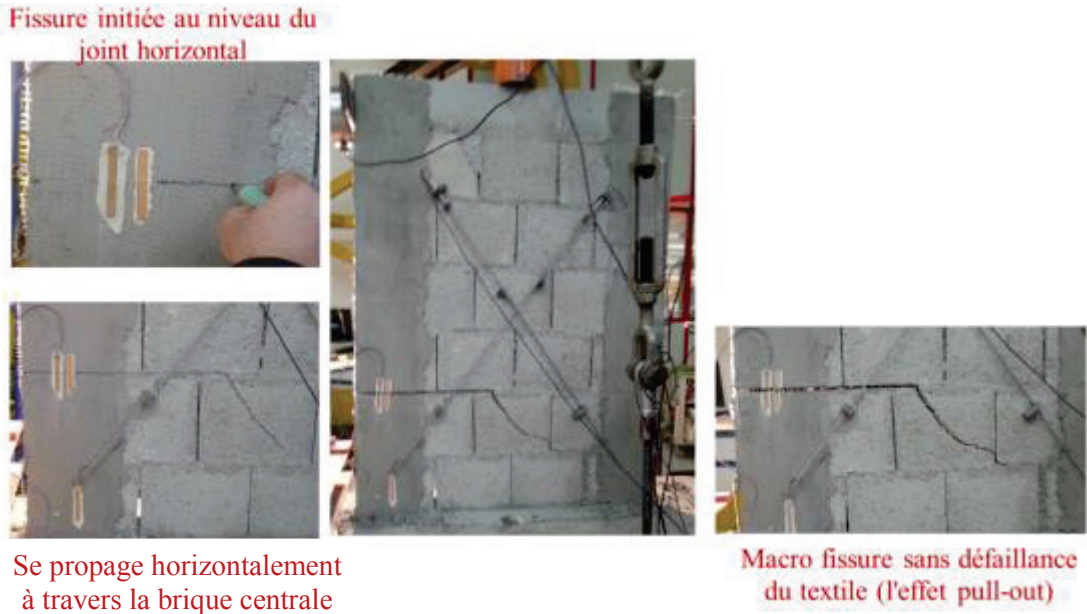 Fissure initiée au niveau du
joint horizontal
Se propage horizontalement
à travers la brique centrale
Macro fissure sans défaillance
du textile (l'effet pull-out)